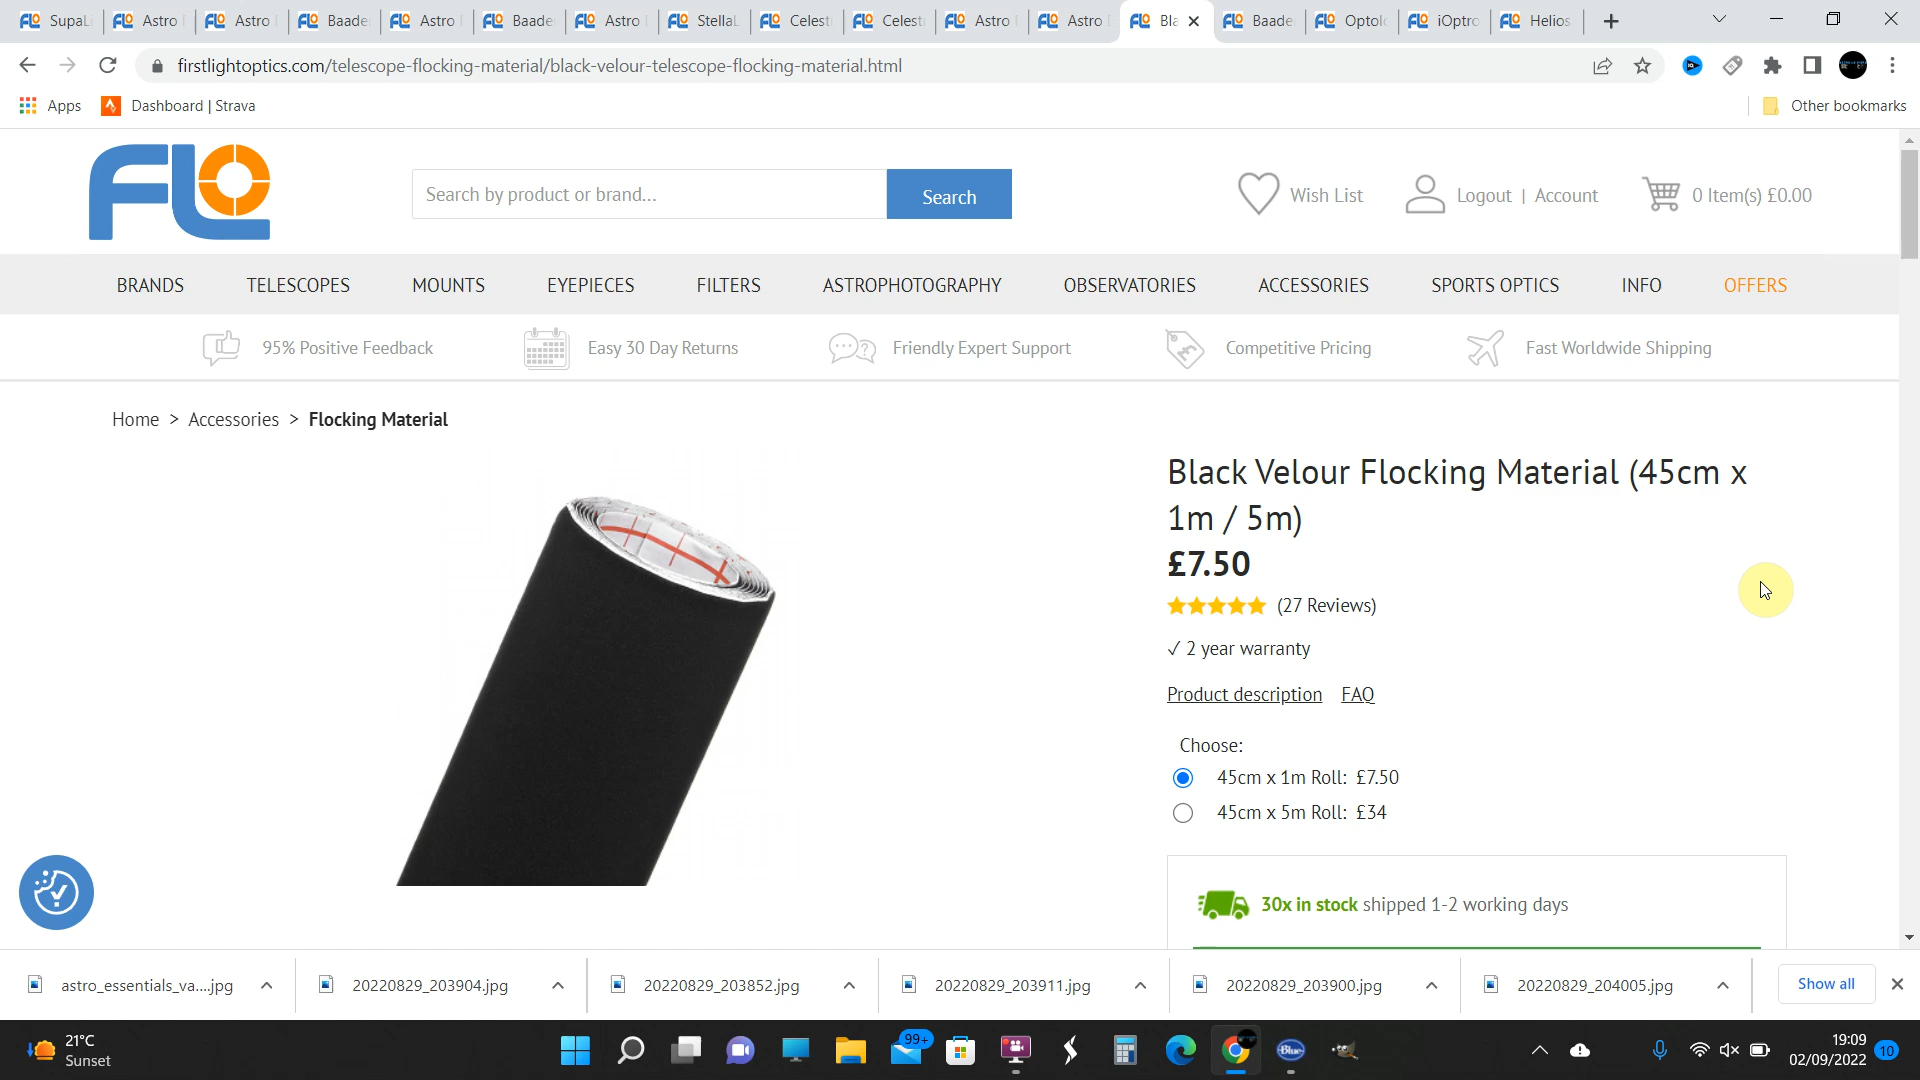 SupaLi
Astro
Astro
Baade
Astro
Baade
Astro
StellaL
Celest
Celest
Astro
Astro
Bla
Baade
Optol
iOptro
Helios
firstlightoptics.com/telescope-flocking-material/black-velour-telescope-flocking-material.html
Apps
Dashboard | Strava
Other bookmarks
FLO
Search by product or brand...
Search
Wish List
Logout | Account
0 Item(s) £0.00
BRANDS
TELESCOPES
MOUNTS
EYEPIECES
FILTERS
ASTROPHOTOGRAPHY
OBSERVATORIES
ACCESSORIES
SPORTS OPTICS
INFO
OFFERS
95% Positive Feedback
Easy 30 Day Returns
Friendly Expert Support
Competitive Pricing
Fast Worldwide Shipping
Home > Accessories > Flocking Material
Black Velour Flocking Material (45cm x
1m / 5m)
£7.50
(27 Reviews)
✓ 2 year warranty
Product description FAQ
Choose:
45cm x 1m Roll: £7.50
45cm x 5m Roll: £34
30x in stock shipped 1-2 working days
astro_essentials_va....jpg
20220829_203904.jpg
20220829_203852.jpg
20220829_203911.jpg
20220829_203900.jpg
20220829_204005.jpg
Show all
21°C
Sunset
99+
Blue
19:09
02/09/2022
10